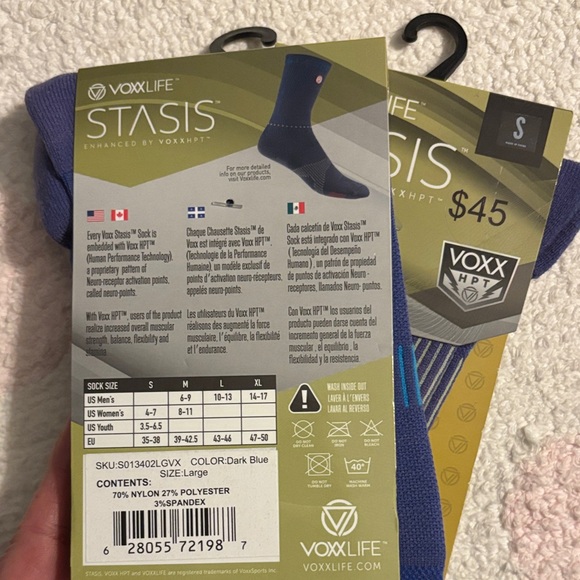 VOXXLIFE™
STASIS™
ENHANCED BY VOXXHPT™
For more detailed
info on our products,
visit VoxxLife.com
Every Voxx Stasis™ Sock is
embedded with Voxx HPT™
(Human Performance Technology),
a proprietary pattern of
Neuro-receptor activation points,
called neuro-points.
With Voxx HPT™, users of the product
realize increased overall muscular
strength, balance, flexibility and
Chaque Chaussette Stasis™ de
Voxx est intégré avec Voxx HPT™
(Technologie de la Performance
Humaine), un modèle exclusif de
points d'activation neuro-récepteurs,
appelés neuro-points.
Les utilisateurs du Voxx HPT™
réalisons des augmenté la force
musculaire, l'équilibre, la flexibilité
et l'endurance.
Cada calcetín de Voxx Stasis™
Sock está integrado con Voxx HPT™
(Tecnología del Desempeño
Humano), un patrón de propiedad
de puntos de activación Neuro-
receptores, llamados Neuro- puntos.
Con Voxx HPT™ los usuarios del
producto pueden darse cuenta del
incremento general de la fuerza
muscular, el equilibrio, la
flexibilidad y la resistencia.
SOCK SIZE S M L XL
US Men's 6-9 10-13 14-17
US Women's 4-7 8-11
US Youth 3.5-6.5
EU 35-38 39-42.5 43-46 47-50
WASH INSIDE OUT
LAVER À L'ENVERS
LAVAR AL REVERSO
DO NOT
DRY-CLEAN
DO NOT
IRON
DO NOT
BLEACH
DO NOT
TUMBLE DRY
40°
MACHINE
WASH WARM
SKU:S013402LGVX COLOR:Dark Blue
SIZE:Large
CONTENTS:
70% NYLON 27% POLYESTER
3%SPANDEX
6 28055 72198 7
VOXXLIFE™
VOXXLIFE.COM
STASIS, VOXX HPT and VOXXLIFE are registered trademarks of VoxxSports Inc.
LIFE™
SIS™
XXHPT™
S
$45
VOXX
HPT